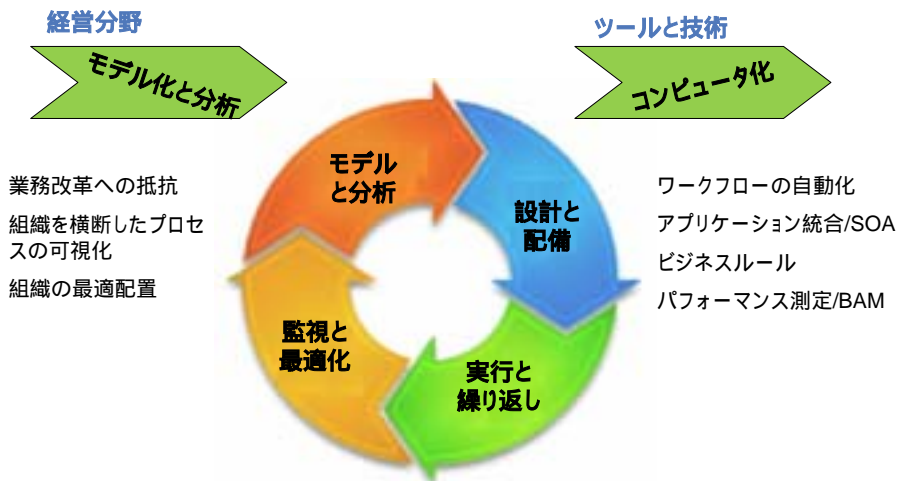 経営分野
ツールと技術
モデル化と分析
コンピュータ化
業務改革への抵抗
組織を横断したプロセ
スの可視化
組織の最適配置
モデル
と分析
設計と
配備
実行と
繰り返し
監視と
最適化
ワークフローの自動化
アプリケーション統合/SOA
ビジネスルール
パフォーマンス測定/BAM